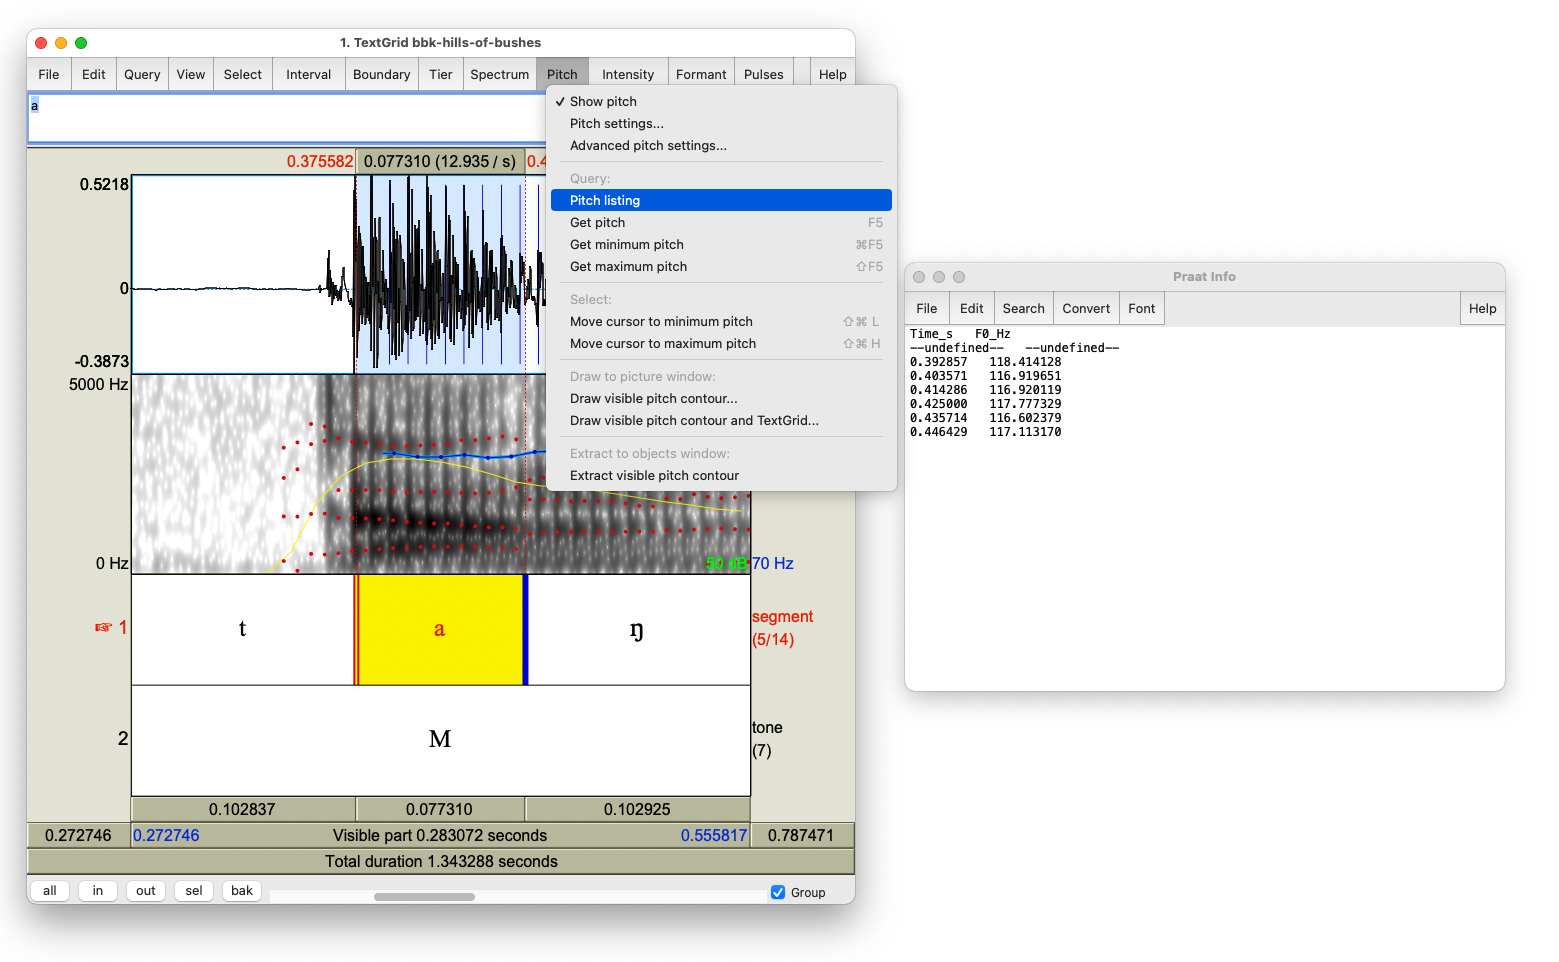 1. TextGrid bbk-hills-of-bushes
File Edit Query View Select Interval Boundary Tier Spectrum Pitch Intensity Formant Pulses Help
a
✓ Show pitch
Pitch settings...
Advanced pitch settings...
Query:
Pitch listing
Get pitch F5
Get minimum pitch ⌘F5
Get maximum pitch ⇧F5
Select:
Move cursor to minimum pitch ⇧⌘ L
Move cursor to maximum pitch ⇧⌘ H
Draw to picture window:
Draw visible pitch contour...
Draw visible pitch contour and TextGrid...
Extract to objects window:
Extract visible pitch contour
0.375582 0.077310 (12.935 / s) 0.4
0.5218
0
-0.3873
5000 Hz
0 Hz 50 dB 70 Hz
☞ 1 t a ŋ segment
(5/14)
2 M tone
(7)
0.102837 0.077310 0.102925
0.272746 0.272746 Visible part 0.283072 seconds 0.555817 0.787471
Total duration 1.343288 seconds
all in out sel bak Group
Praat Info
File Edit Search Convert Font Help
Time_s F0_Hz
--undefined-- --undefined--
0.392857 118.414128
0.403571 116.919651
0.414286 116.920119
0.425000 117.777329
0.435714 116.602379
0.446429 117.113170